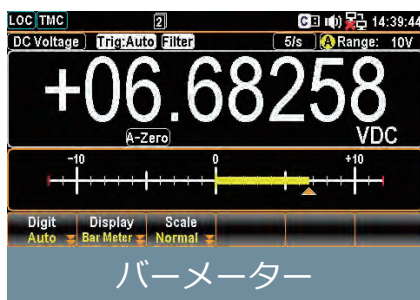 LOC TMC 2 C 14:39:44
DC Voltage Trig:Auto Filter 5/s A Range: 10V
+06.68258
A-Zero VDC
-10 0 +10
Digit Display Scale
Auto Bar Meter Normal
バーメーター